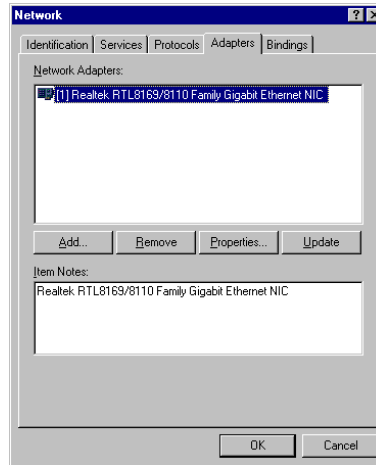 Network
Identification Services Protocols Adapters Bindings
Network Adapters:
[1] Realtek RTL8169/8110 Family Gigabit Ethernet NIC
Add... Remove Properties... Update
Item Notes:
Realtek RTL8169/8110 Family Gigabit Ethernet NIC
OK Cancel